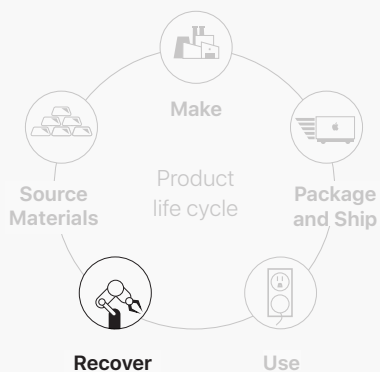 Make
Product
life cycle
Source
Materials
Package
and Ship
Recover
Use